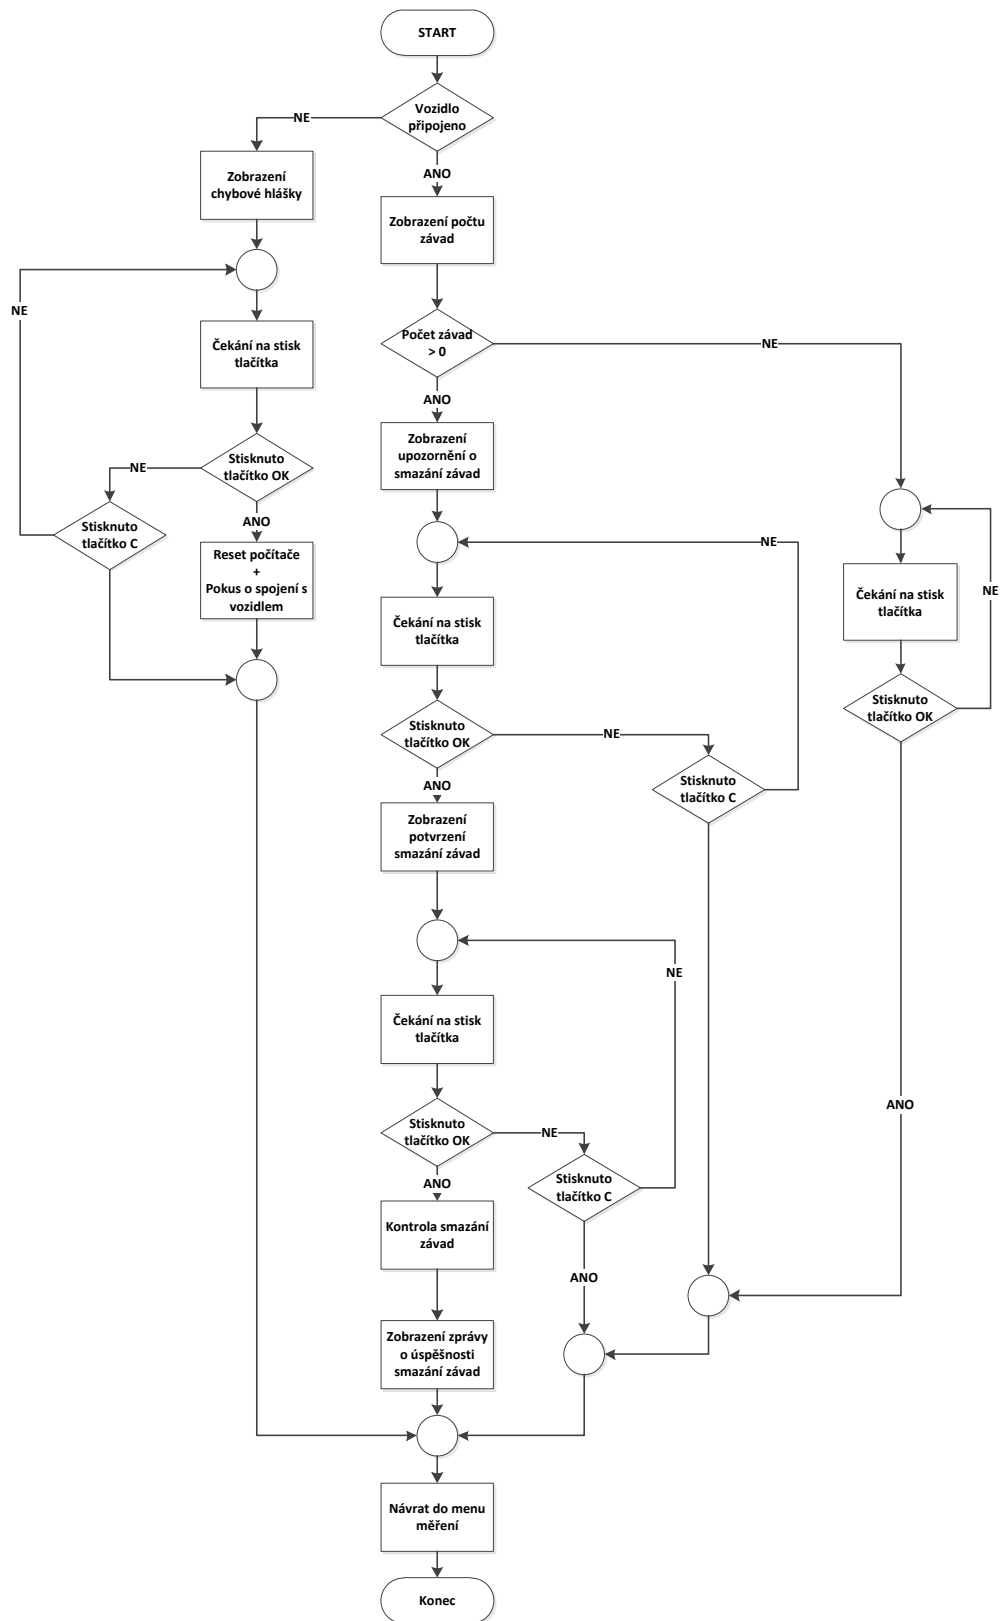 START
Vozidlo
připojeno
NE
ANO
Zobrazení
chybové hlášky
Zobrazení počtu
závad
NE
Čekání na stisk
tlačítka
Počet závad
> 0
NE
ANO
Zobrazení
upozornění o
smazání závad
Stisknuto
tlačítko OK
NE
ANO
Stisknuto
tlačítko C
Reset počítače
+
Pokus o spojení s
vozidlem
NE
Čekání na stisk
tlačítka
Čekání na stisk
tlačítka
NE
Stisknuto
tlačítko OK
Stisknuto
tlačítko OK
NE
ANO
Stisknuto
tlačítko C
Zobrazení
potvrzení
smazání závad
NE
Čekání na stisk
tlačítka
ANO
Stisknuto
tlačítko OK
NE
ANO
Stisknuto
tlačítko C
Kontrola smazání
závad
ANO
Zobrazení zprávy
o úspěšnosti
smazání závad
Návrat do menu
měření
Konec